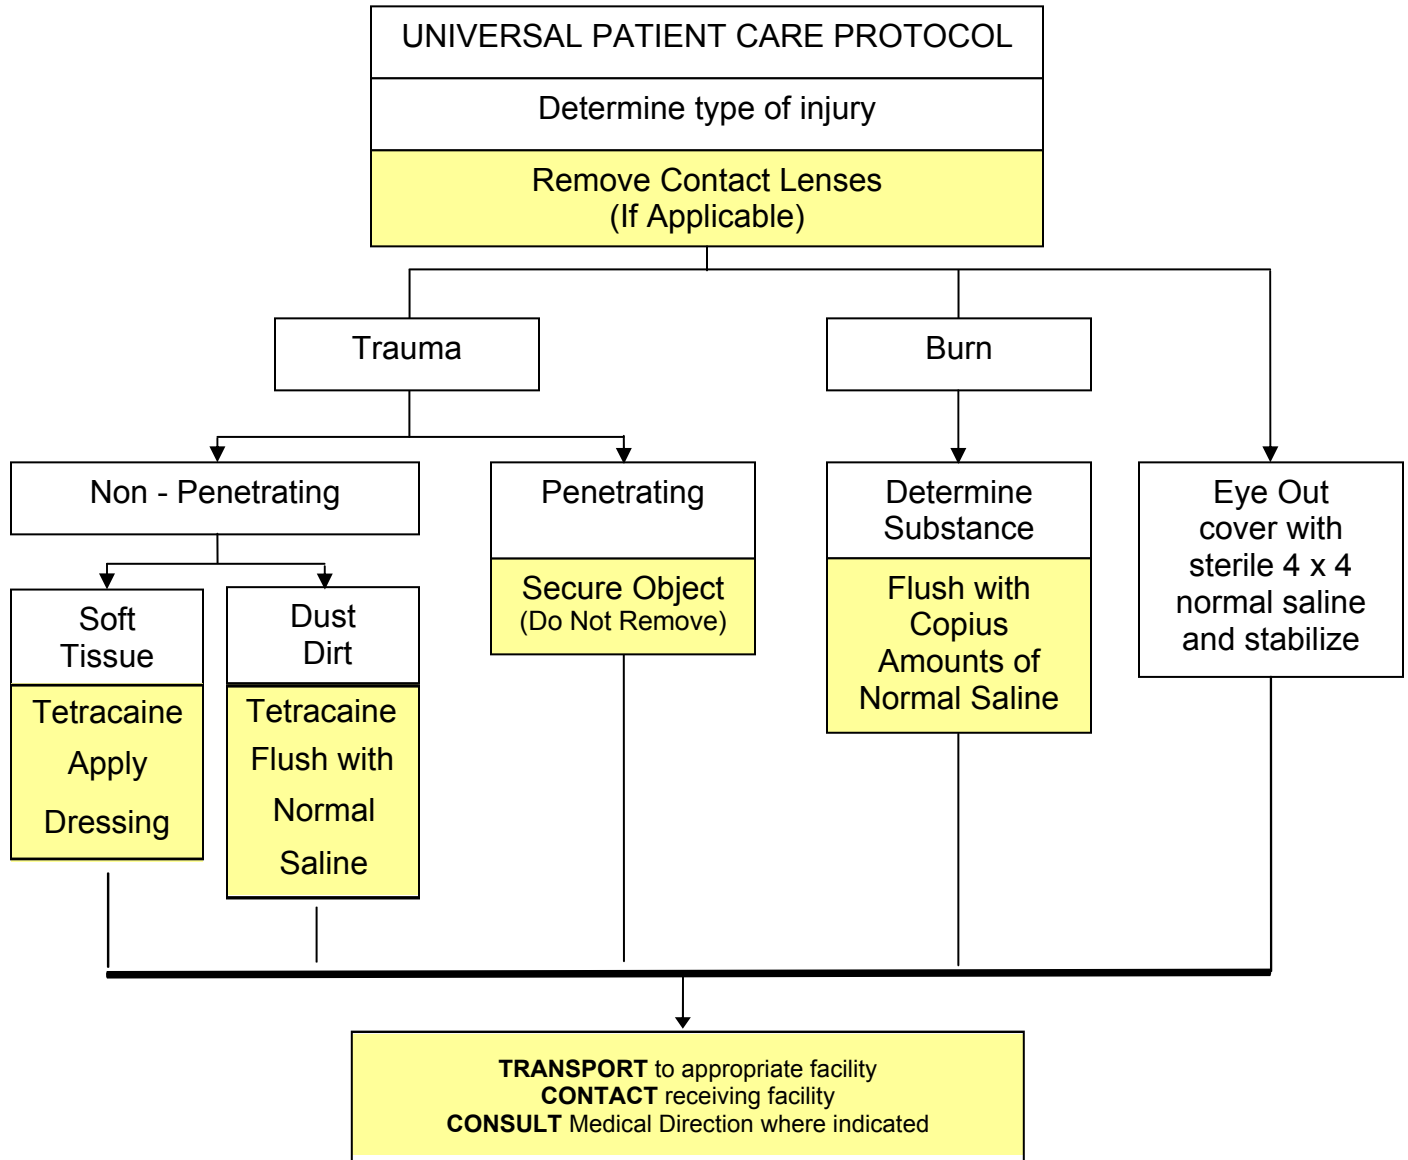 UNIVERSAL PATIENT CARE PROTOCOL
Determine type of injury
Remove Contact Lenses
(If Applicable)
Trauma
Burn
Non - Penetrating
Penetrating
Secure Object
(Do Not Remove)
Determine
Substance
Flush with
Copius
Amounts of
Normal Saline
Eye Out
cover with
sterile 4 x 4
normal saline
and stabilize
Soft
Tissue
Tetracaine
Apply
Dressing
Dust
Dirt
Tetracaine
Flush with
Normal
Saline
TRANSPORT to appropriate facility
CONTACT receiving facility
CONSULT Medical Direction where indicated